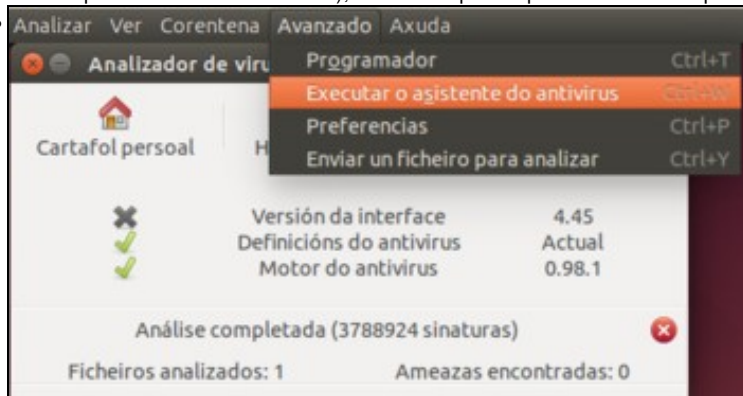 Analizar Ver Corentena Avanzado Axuda
Analizador de viru
Programador Ctrl+T
Executar o asistente do antivirus Ctrl+W
Preferencias Ctrl+P
Enviar un ficheiro para analizar Ctrl+Y
Cartafol persoal H
Versión da interface 4.45
Definicións do antivirus Actual
Motor do antivirus 0.98.1
Análise completada (3788924 sinaturas)
Ficheiros analizados: 1 Ameazas encontradas: 0